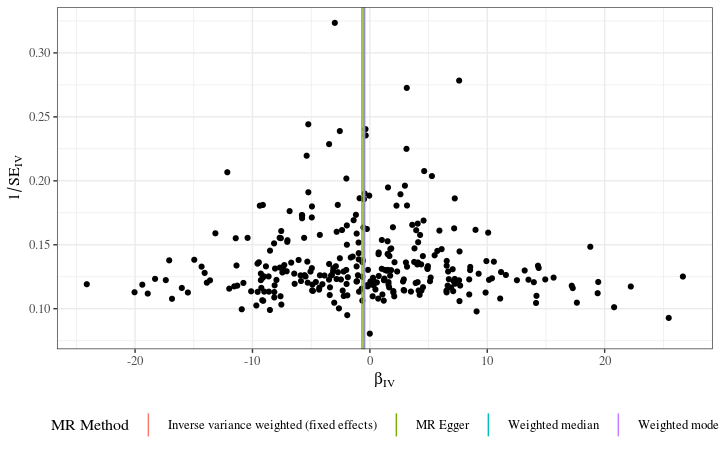 0.30
0.25
0.20
0.15
0.10
1/SE_IV
-20
-10
0
10
20
β_IV
MR Method
Inverse variance weighted (fixed effects)
MR Egger
Weighted median
Weighted mode